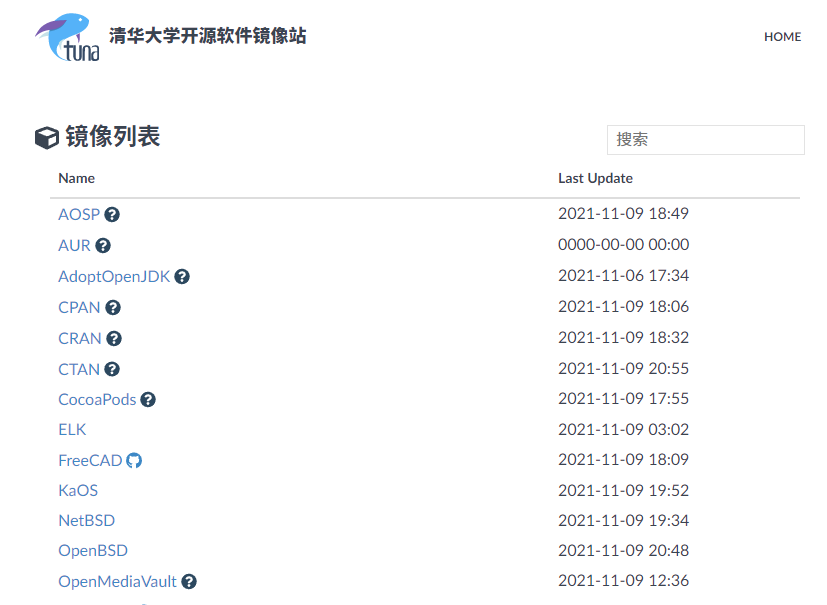 tuna 清华大学开源软件镜像站 HOME
镜像列表 搜索
Name Last Update
AOSP 2021-11-09 18:49
AUR 0000-00-00 00:00
AdoptOpenJDK 2021-11-06 17:34
CPAN 2021-11-09 18:06
CRAN 2021-11-09 18:32
CTAN 2021-11-09 20:55
CocoaPods 2021-11-09 17:55
ELK 2021-11-09 03:02
FreeCAD 2021-11-09 18:09
KaOS 2021-11-09 19:52
NetBSD 2021-11-09 19:34
OpenBSD 2021-11-09 20:48
OpenMediaVault 2021-11-09 12:36